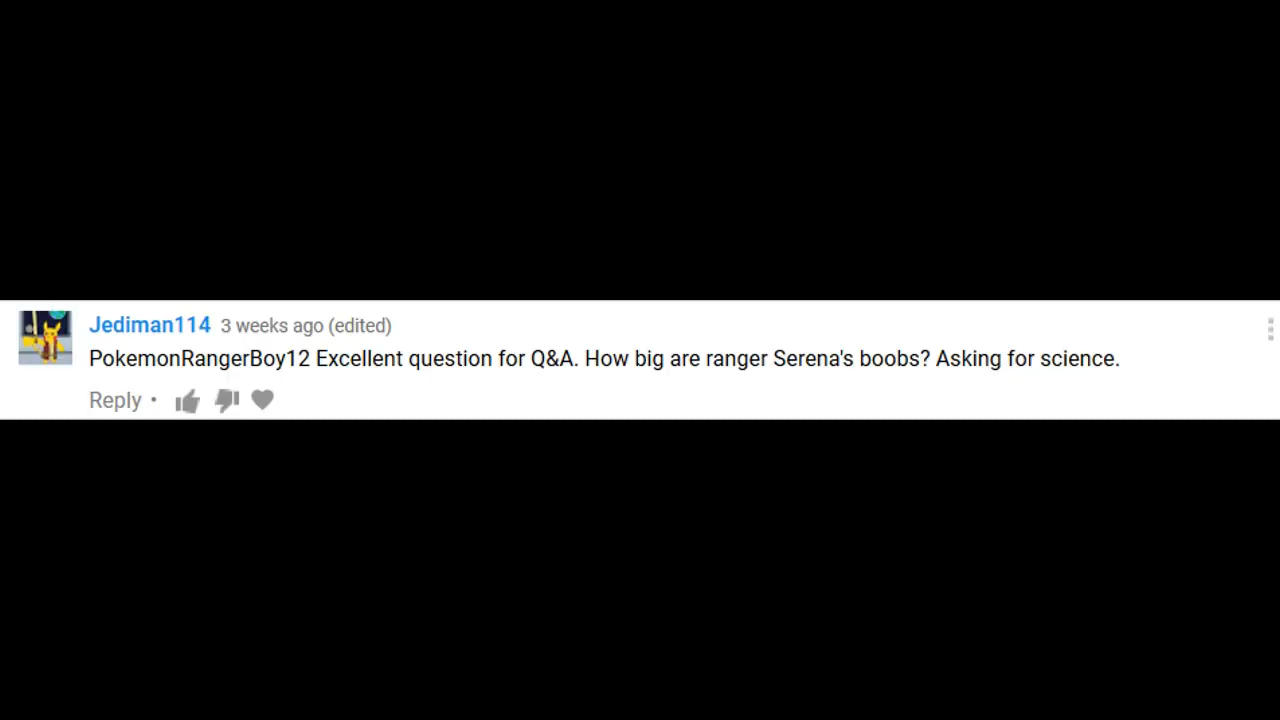 Jediman114 3 weeks ago (edited)
PokemonRangerBoy12 Excellent question for Q&A. How big are ranger Serena's boobs? Asking for science.
Reply •